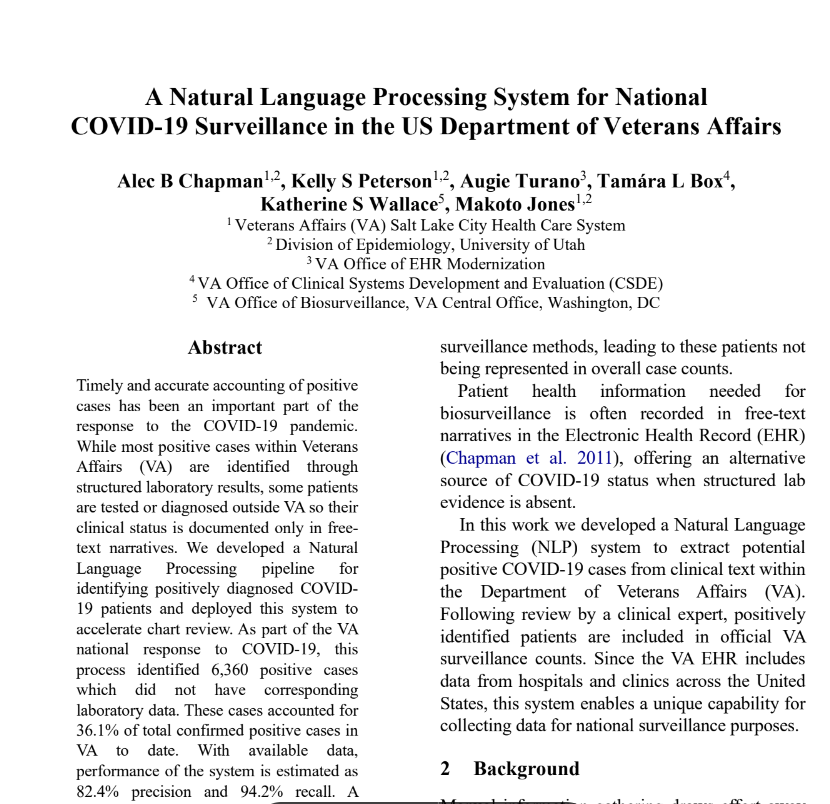 A Natural Language Processing System for National
COVID-19 Surveillance in the US Department of Veterans Affairs
Alec B Chapman1,2, Kelly S Peterson1,2, Augie Turano3, Tamára L Box4,
Katherine S Wallace5, Makoto Jones1,2
1 Veterans Affairs (VA) Salt Lake City Health Care System
2 Division of Epidemiology, University of Utah
3 VA Office of EHR Modernization
4 VA Office of Clinical Systems Development and Evaluation (CSDE)
5 VA Office of Biosurveillance, VA Central Office, Washington, DC
Abstract
Timely and accurate accounting of positive
cases has been an important part of the
response to the COVID-19 pandemic.
While most positive cases within Veterans
Affairs (VA) are identified through
structured laboratory results, some patients
are tested or diagnosed outside VA so their
clinical status is documented only in free-
text narratives. We developed a Natural
Language Processing pipeline for
identifying positively diagnosed COVID-
19 patients and deployed this system to
accelerate chart review. As part of the VA
national response to COVID-19, this
process identified 6,360 positive cases
which did not have corresponding
laboratory data. These cases accounted for
36.1% of total confirmed positive cases in
VA to date. With available data,
performance of the system is estimated as
82.4% precision and 94.2% recall. A
surveillance methods, leading to these patients not
being represented in overall case counts.
Patient health information needed for
biosurveillance is often recorded in free-text
narratives in the Electronic Health Record (EHR)
(Chapman et al. 2011), offering an alternative
source of COVID-19 status when structured lab
evidence is absent.
In this work we developed a Natural Language
Processing (NLP) system to extract potential
positive COVID-19 cases from clinical text within
the Department of Veterans Affairs (VA).
Following review by a clinical expert, positively
identified patients are included in official VA
surveillance counts. Since the VA EHR includes
data from hospitals and clinics across the United
States, this system enables a unique capability for
collecting data for national surveillance purposes.
2 Background